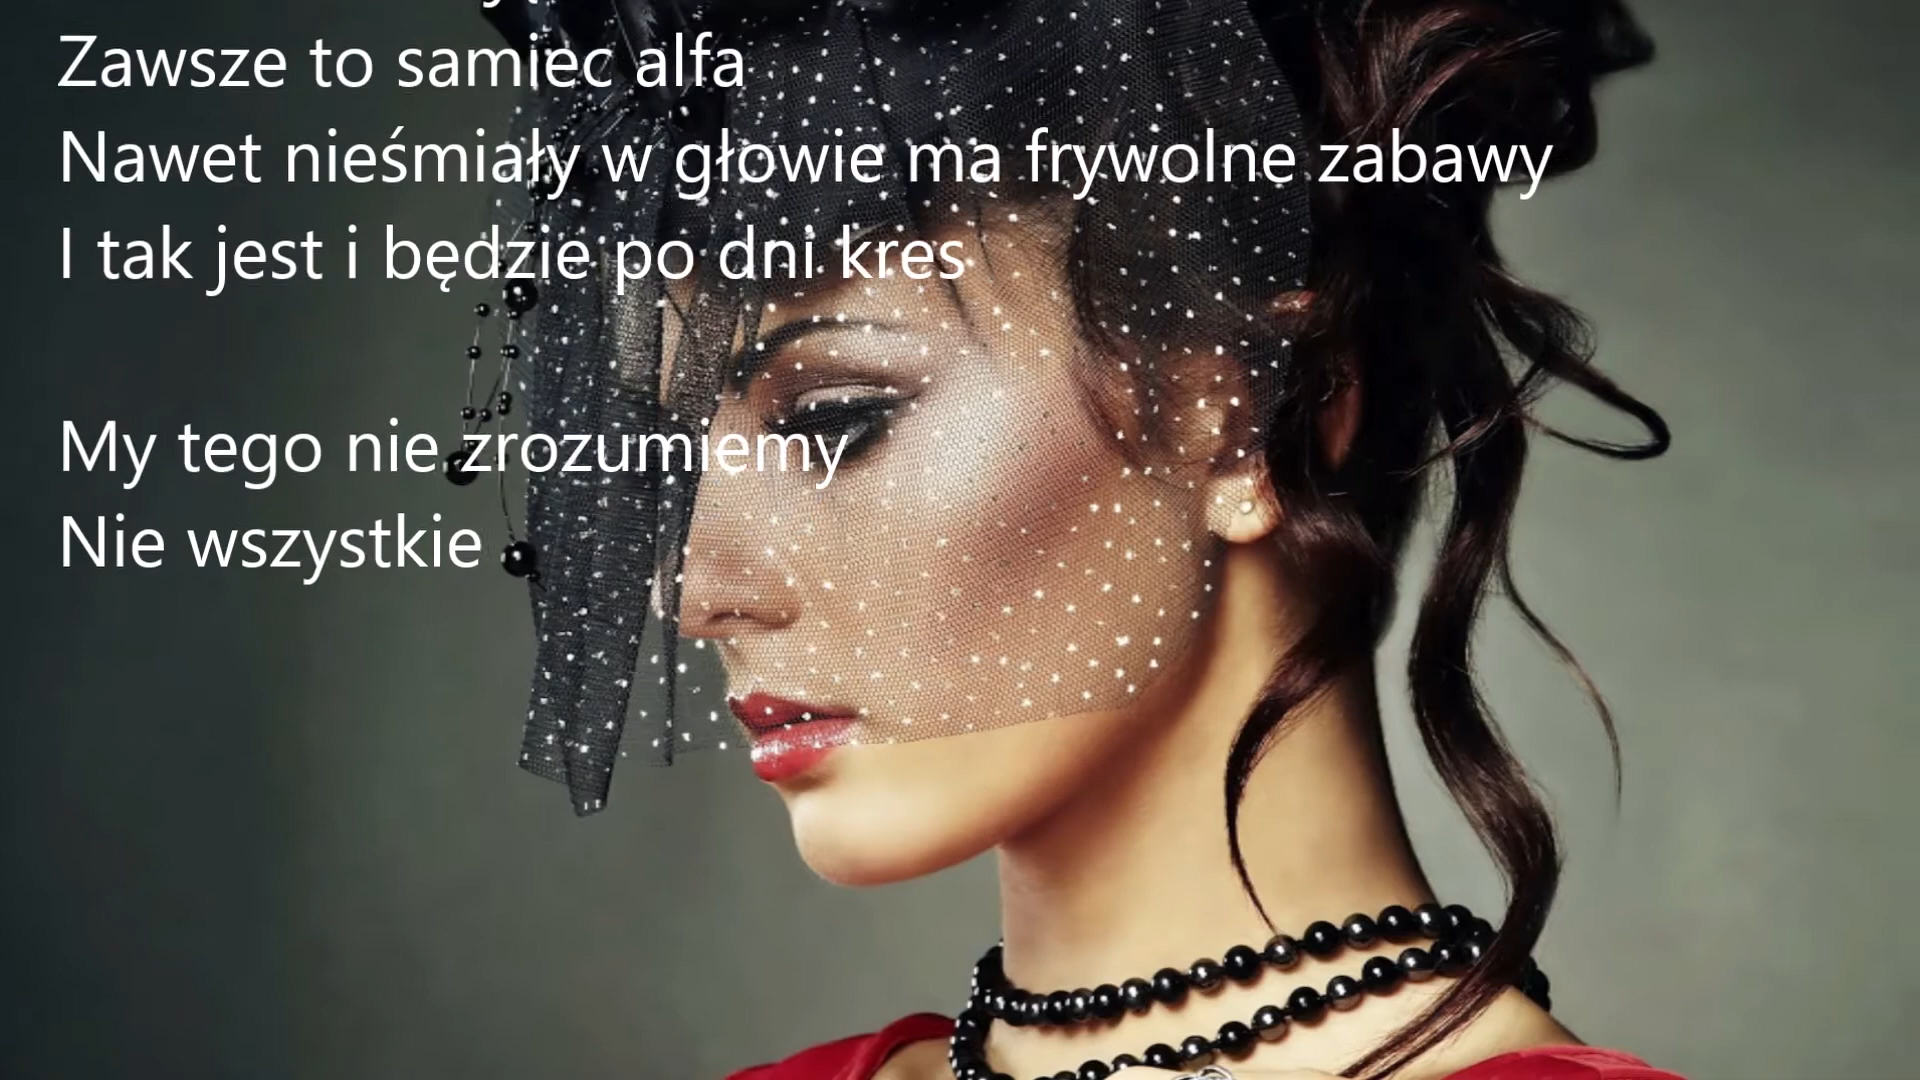 Zawsze to samiec alfa
Nawet nieśmiały w głowie ma frywolne zabawy
I tak jest i będzie po dni kres
My tego nie zrozumiemy
Nie wszystkie